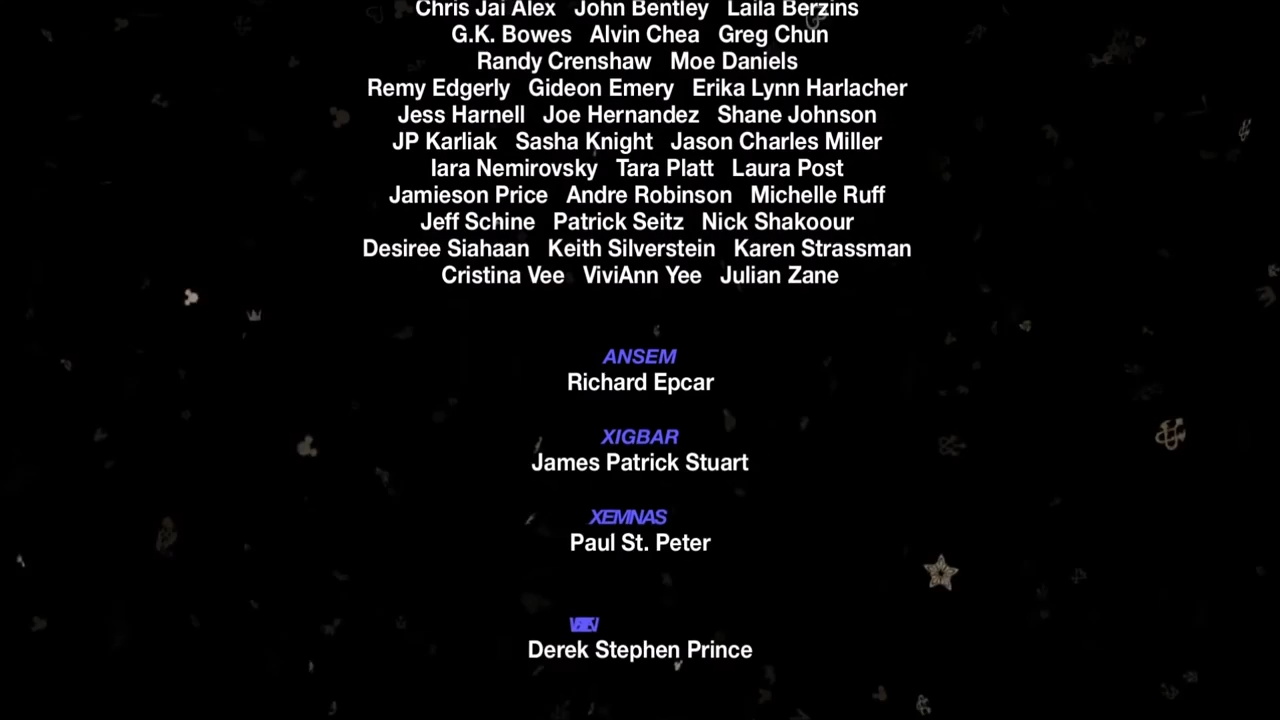 Chris Jai Alex John Bentley Laila Berzins
G.K. Bowes Alvin Chea Greg Chun
Randy Crenshaw Moe Daniels
Remy Edgerly Gideon Emery Erika Lynn Harlacher
Jess Harnell Joe Hernandez Shane Johnson
JP Karliak Sasha Knight Jason Charles Miller
Iara Nemirovsky Tara Platt Laura Post
Jamieson Price Andre Robinson Michelle Ruff
Jeff Schine Patrick Seitz Nick Shakoour
Desiree Siahaan Keith Silverstein Karen Strassman
Cristina Vee ViviAnn Yee Julian Zane
ANSEM
Richard Epcar
XIGBAR
James Patrick Stuart
XEMNAS
Paul St. Peter
Derek Stephen Prince